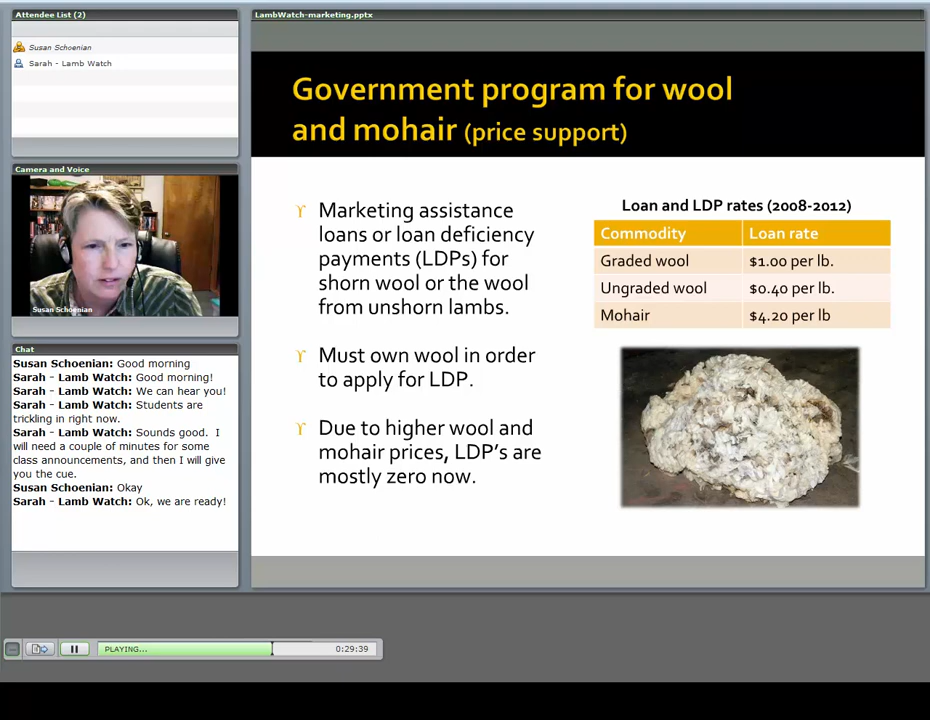 Attendee List (2)
Susan Schoenian
Sarah - Lamb Watch
Camera and Voice
Susan Schoenian
Chat
Susan Schoenian: Good morning
Sarah - Lamb Watch: Good morning!
Sarah - Lamb Watch: We can hear you!
Sarah - Lamb Watch: Students are
trickling in right now.
Sarah - Lamb Watch: Sounds good.  I
will need a couple of minutes for some
class announcements, and then I will give
you the cue.
Susan Schoenian: Okay
Sarah - Lamb Watch: Ok, we are ready!
LambWatch-marketing.pptx
Government program for wool
and mohair (price support)
Marketing assistance
loans or loan deficiency
payments (LDPs) for
shorn wool or the wool
from unshorn lambs.
Must own wool in order
to apply for LDP.
Due to higher wool and
mohair prices, LDP's are
mostly zero now.
Loan and LDP rates (2008-2012)
Commodity Loan rate
Graded wool $1.00 per lb.
Ungraded wool $0.40 per lb.
Mohair $4.20 per lb
PLAYING... 0:29:39